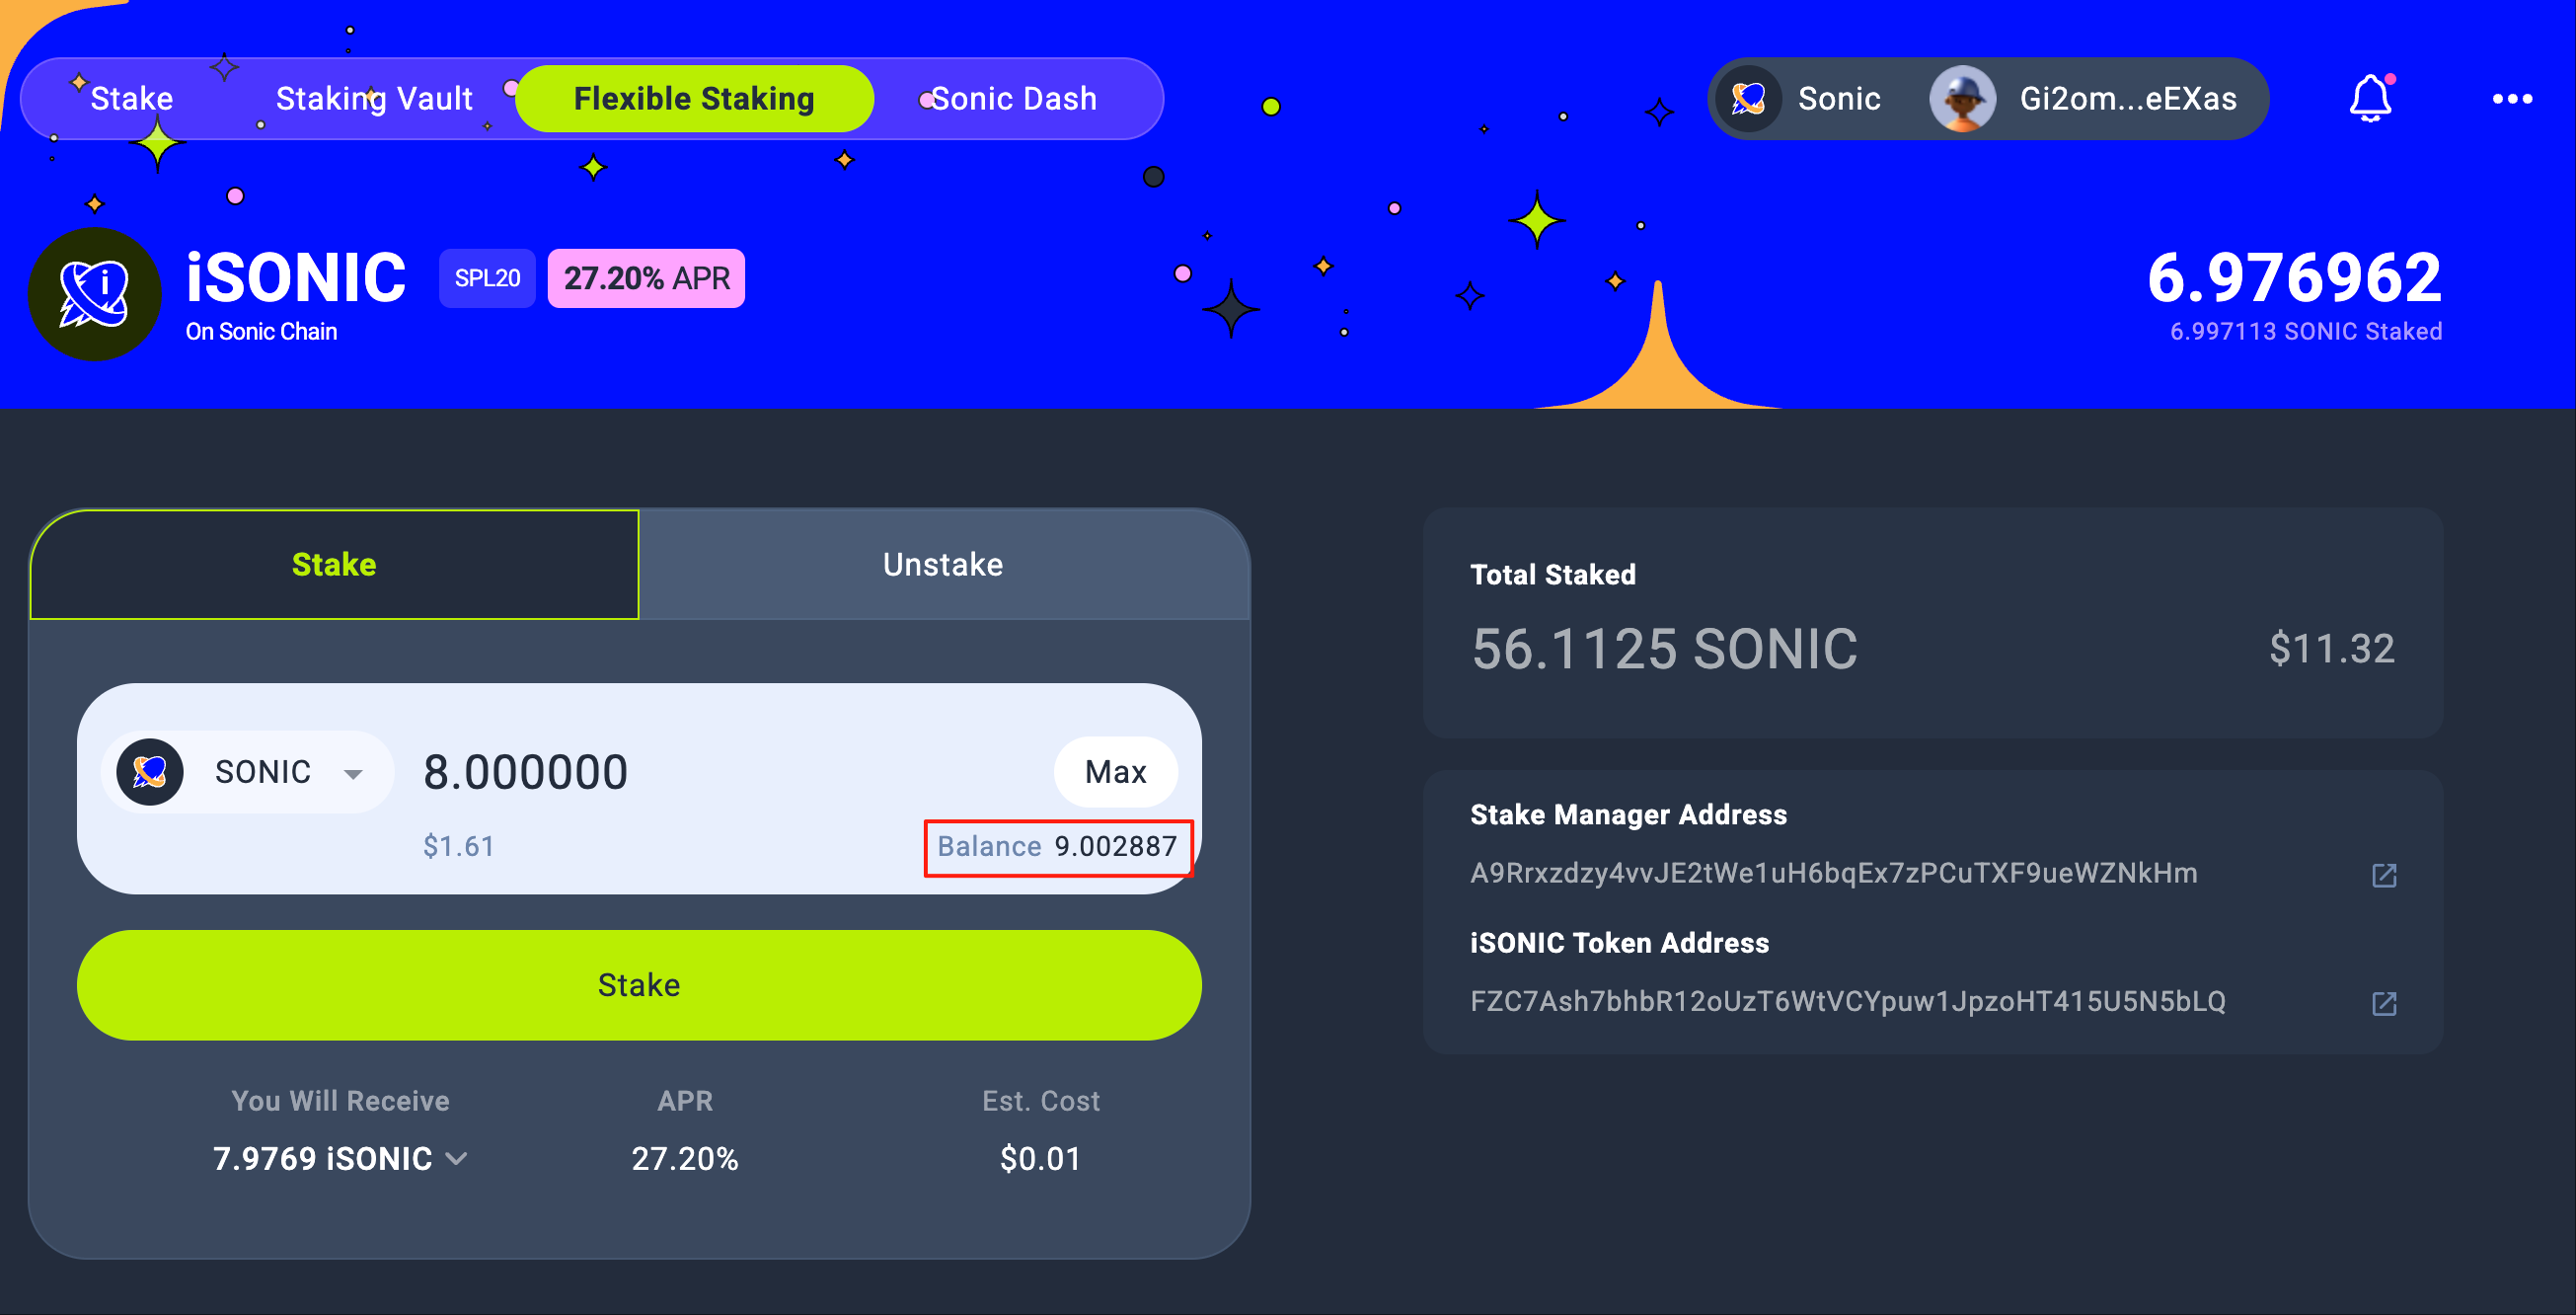 Stake
Staking Vault
Flexible Staking
Sonic Dash
Sonic
Gi2om...eEXas
iSONIC
SPL20
27.20% APR
On Sonic Chain
6.976962
6.997113 SONIC Staked
Stake
Unstake
SONIC
8.000000
Max
$1.61
Balance 9.002887
Stake
You Will Receive
APR
Est. Cost
7.9769 iSONIC
27.20%
$0.01
Total Staked
56.1125 SONIC
$11.32
Stake Manager Address
A9Rrxzdzy4vvJE2tWe1uH6bqEx7zPCuTXF9ueWZNkHm
iSONIC Token Address
FZC7Ash7bhbR12oUzT6WtVCYpuw1JpzoHT415U5N5bLQ